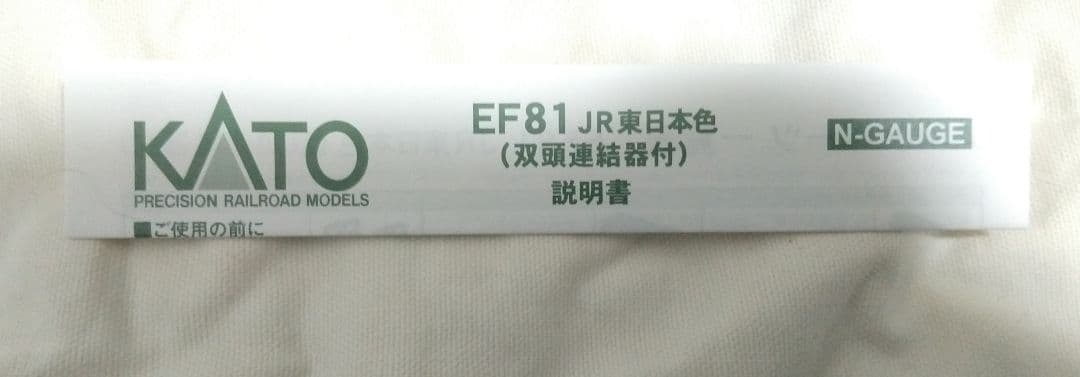 KATO
PRECISION RAILROAD MODELS
EF81 JR東日本色
（双頭連結器付）
説明書
N-GAUGE
■ご使用の前に